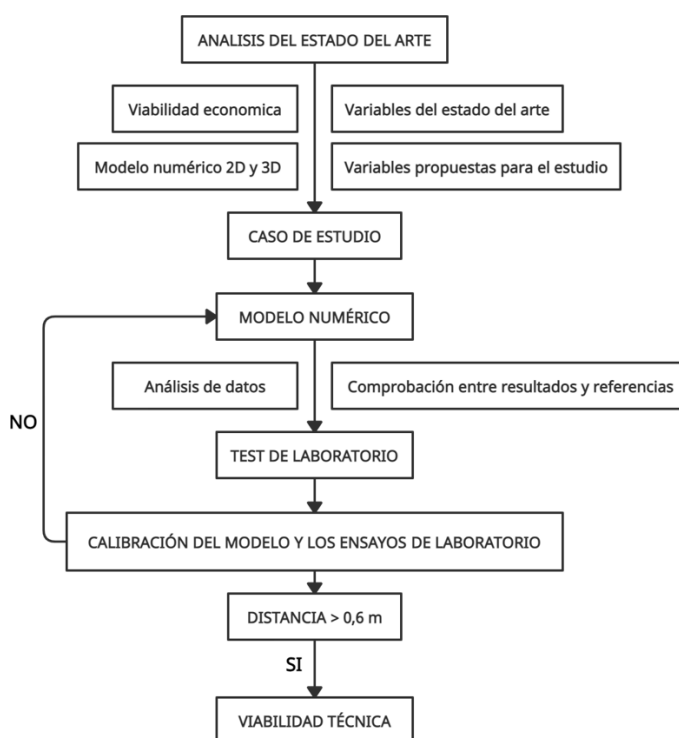 ANALISIS DEL ESTADO DEL ARTE
Viabilidad economica
Variables del estado del arte
Modelo numérico 2D y 3D
Variables propuestas para el estudio
CASO DE ESTUDIO
MODELO NUMÉRICO
Análisis de datos
Comprobación entre resultados y referencias
NO
TEST DE LABORATORIO
CALIBRACIÓN DEL MODELO Y LOS ENSAYOS DE LABORATORIO
DISTANCIA > 0,6 m
SI
VIABILIDAD TÉCNICA